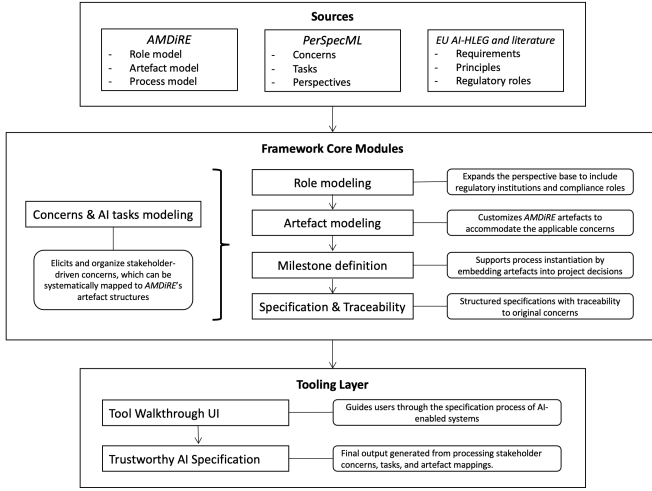 Sources
AMDiRE
- Role model
- Artefact model
- Process model
PerSpecML
- Concerns
- Tasks
- Perspectives
EU AI-HLEG and literature
- Requirements
- Principles
- Regulatory roles
Framework Core Modules
Concerns & AI tasks modeling
Elicits and organize stakeholder-
driven concerns, which can be
systematically mapped to AMDiRE's
artefact structures
Role modeling
Expands the perspective base to include
regulatory institutions and compliance roles
Artefact modeling
Customizes AMDiRE artefacts to
accommodate the applicable concerns
Milestone definition
Supports process instantiation by
embedding artefacts into project decisions
Specification & Traceability
Structured specifications with traceability
to original concerns
Tooling Layer
Tool Walkthrough UI
Guides users through the specification process of AI-
enabled systems
Trustworthy AI Specification
Final output generated from processing stakeholder
concerns, tasks, and artefact mappings.